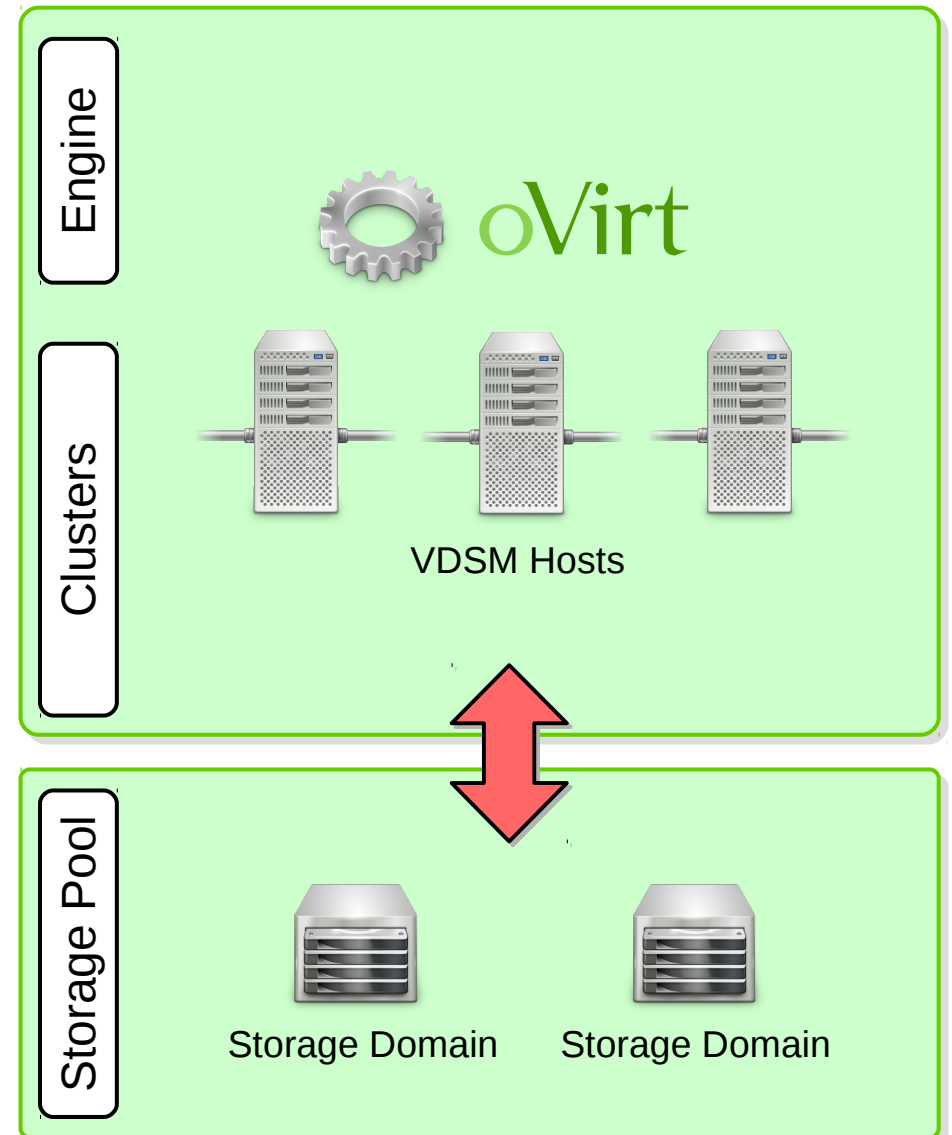 Engine
oVirt
Clusters
VDSM Hosts
Storage Pool
Storage Domain
Storage Domain